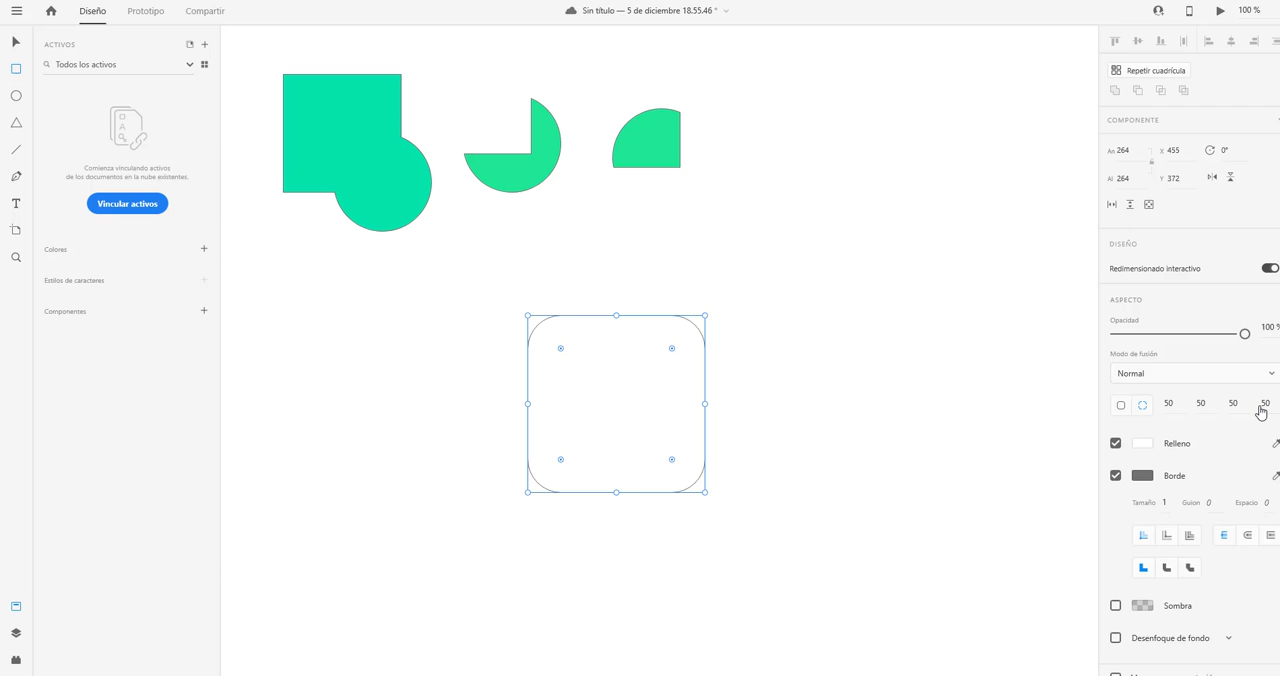 Diseño Prototipo Compartir
Sin título — 5 de diciembre 18.55.46 *
100 %
ACTIVOS
Todos los activos
Comienza vinculando activos
de los documentos en la nube existentes.
Vincular activos
Colores
Estilos de caracteres
Componentes
Repetir cuadrícula
COMPONENTE
An 264 X 455 0°
Al 264 Y 372
DISEÑO
Redimensionado interactivo
ASPECTO
Opacidad
100 %
Modo de fusión
Normal
50 50 50 50
Relleno
Borde
Tamaño 1 Guion 0 Espacio 0
Sombra
Desenfoque de fondo